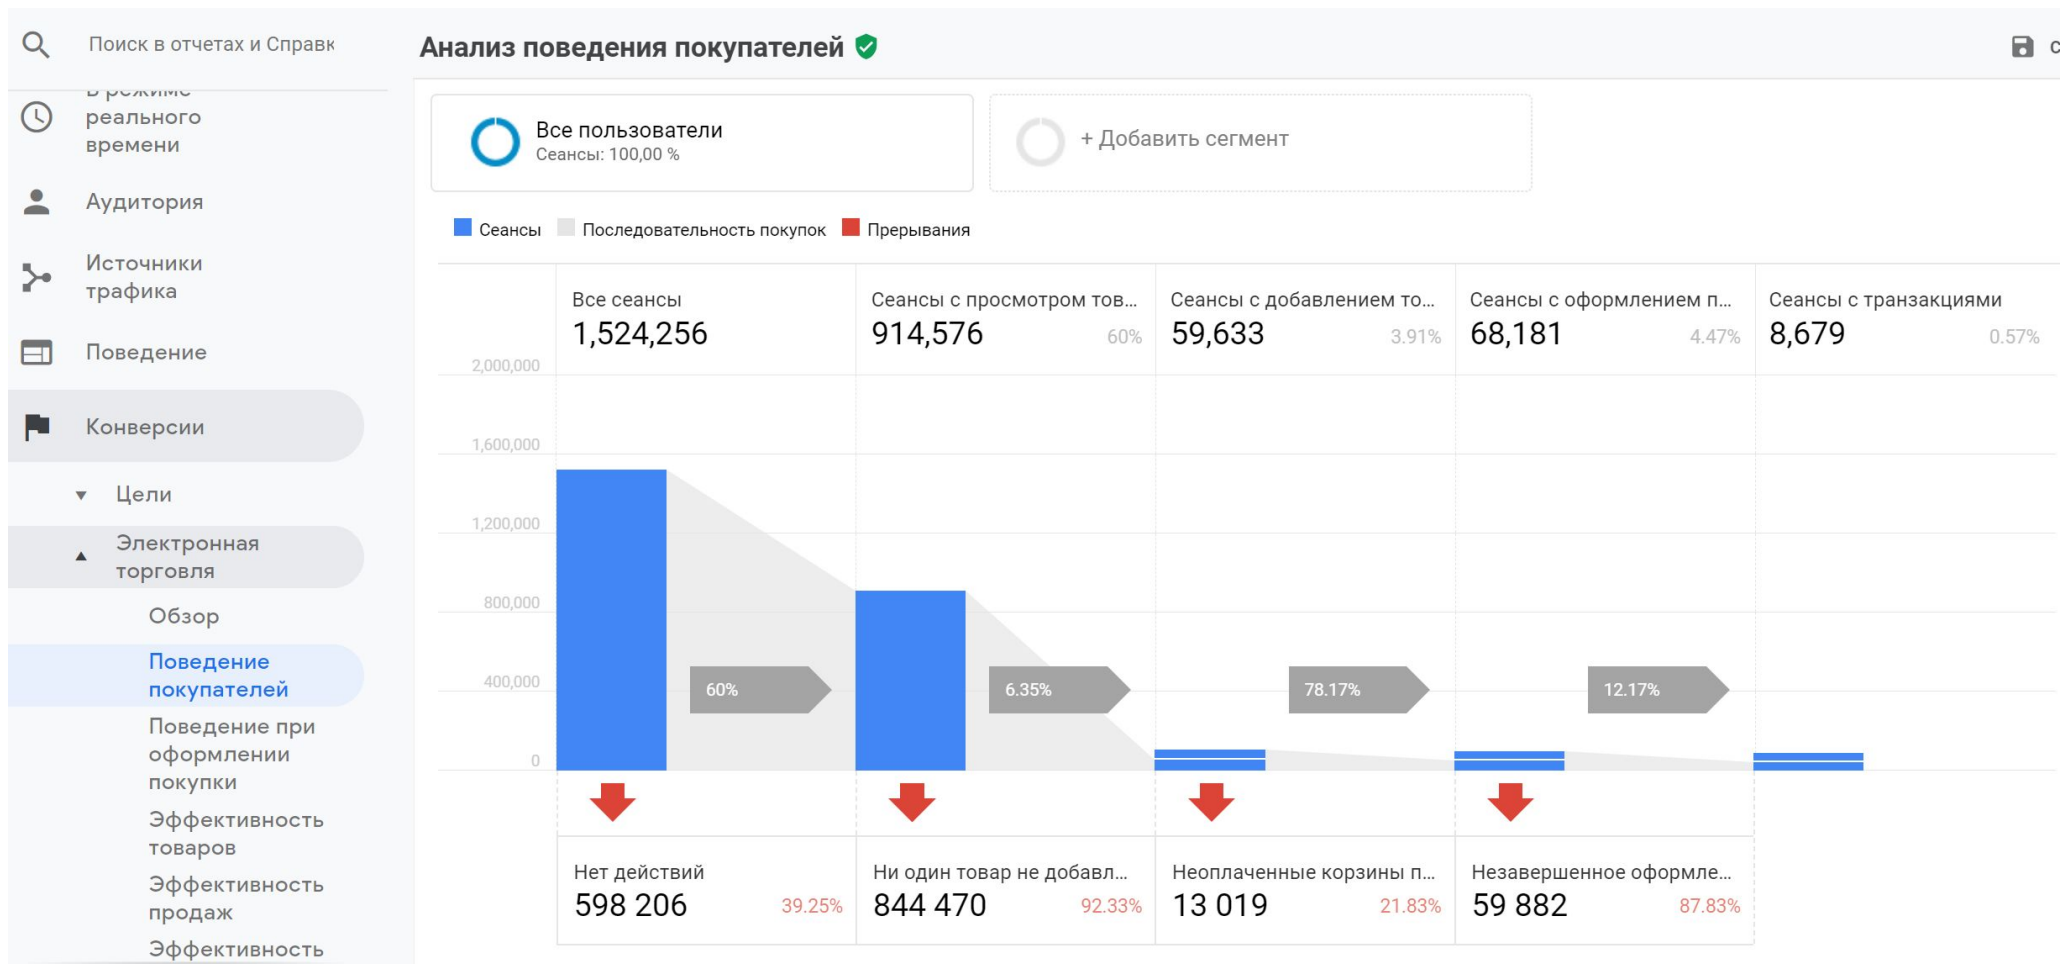 Поиск в отчетах и Справк
Анализ поведения покупателей
В режиме
реального
времени
Аудитория
Источники
трафика
Поведение
Конверсии
Цели
Электронная
торговля
Обзор
Поведение
покупателей
Поведение при
оформлении
покупки
Эффективность
товаров
Эффективность
продаж
Эффективность
Все пользователи
Сеансы: 100,00 %
+ Добавить сегмент
Сеансы
Последовательность покупок
Прерывания
Все сеансы
1,524,256
Сеансы с просмотром тов...
914,576
60%
Сеансы с добавлением то...
59,633
3.91%
Сеансы с оформлением п...
68,181
4.47%
Сеансы с транзакциями
8,679
0.57%
2,000,000
1,600,000
1,200,000
800,000
400,000
0
60%
6.35%
78.17%
12.17%
Нет действий
598 206
39.25%
Ни один товар не добавл...
844 470
92.33%
Неоплаченные корзины п...
13 019
21.83%
Незавершенное оформле...
59 882
87.83%